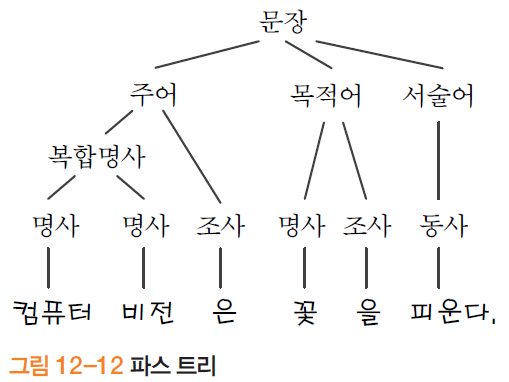 문장
주어 목적어 서술어
복합명사
명사 명사 조사 명사 조사 동사
컴퓨터 비전 은 꽃 을 피운다.
그림 12-12 파스 트리